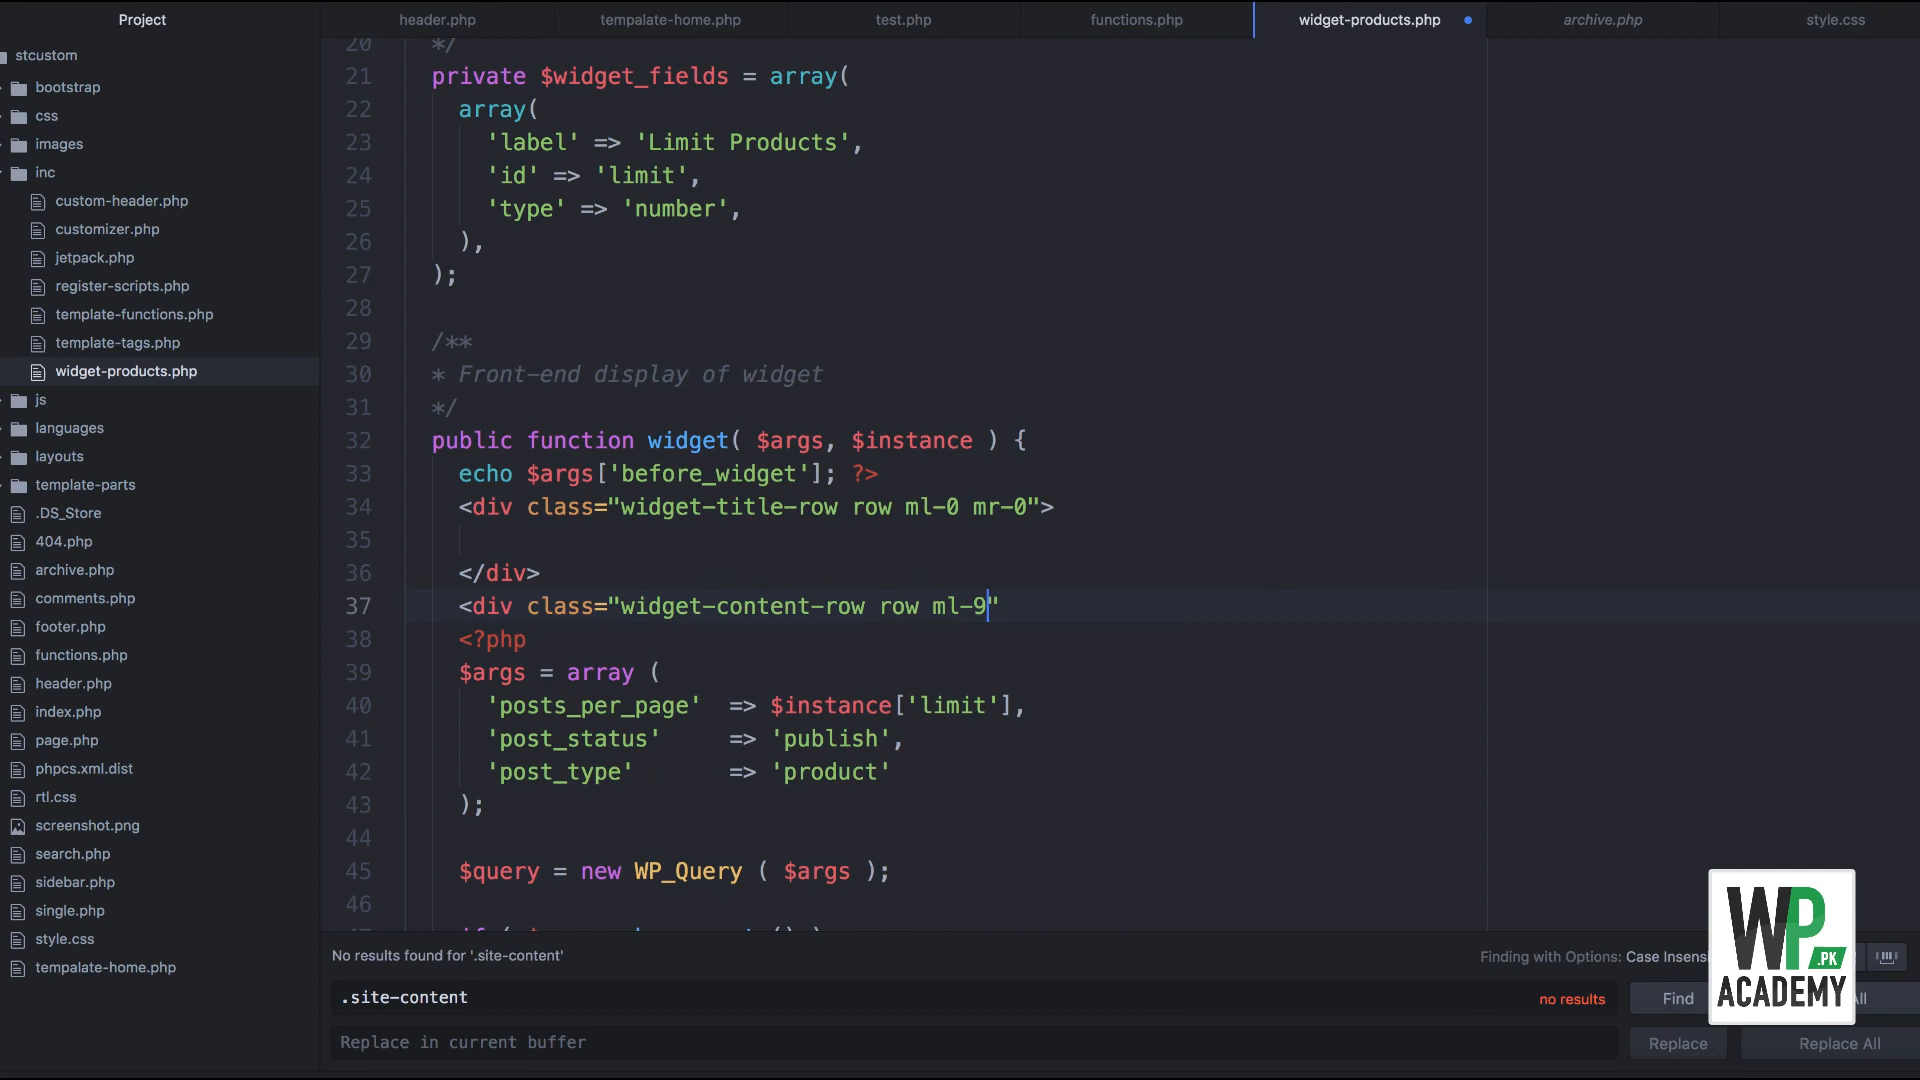 Project
header.php
tempalate-home.php
test.php
functions.php
widget-products.php
archive.php
style.css
stcustom
bootstrap
css
images
inc
custom-header.php
customizer.php
jetpack.php
register-scripts.php
template-functions.php
template-tags.php
widget-products.php
js
languages
layouts
template-parts
.DS_Store
404.php
archive.php
comments.php
footer.php
functions.php
header.php
index.php
page.php
phpcs.xml.dist
rtl.css
screenshot.png
search.php
sidebar.php
single.php
style.css
tempalate-home.php
20 */
21 private $widget_fields = array(
22 array(
23 'label' => 'Limit Products',
24 'id' => 'limit',
25 'type' => 'number',
26 ),
27 );
28
29 /**
30 * Front-end display of widget
31 */
32 public function widget( $args, $instance ) {
33 echo $args['before_widget']; ?>
34 <div class="widget-title-row row ml-0 mr-0">
35
36 </div>
37 <div class="widget-content-row row ml-9"
38 <?php
39 $args = array (
40 'posts_per_page' => $instance['limit'],
41 'post_status' => 'publish',
42 'post_type' => 'product'
43 );
44
45 $query = new WP_Query ( $args );
46
No results found for '.site-content'
Finding with Options: Case Insensi
.site-content
no results
Find
All
Replace in current buffer
Replace
Replace All
WP
.PK
ACADEMY